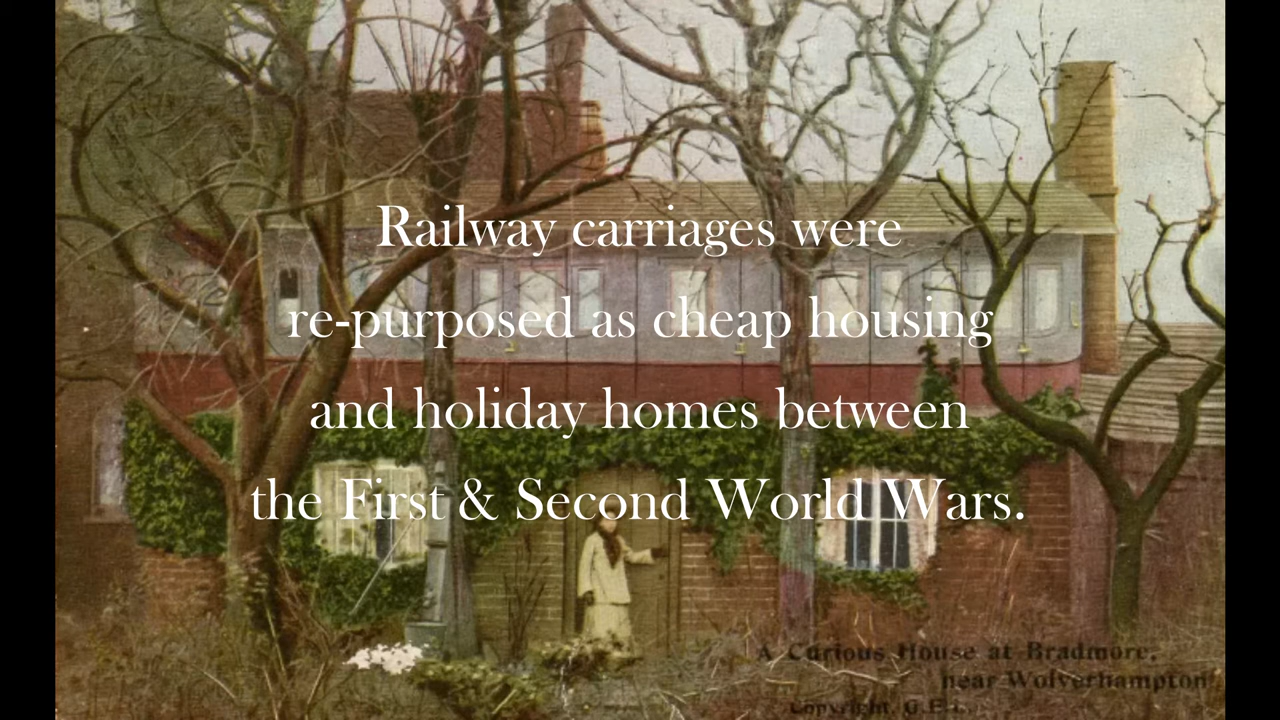 Railway carriages were
re-purposed as cheap housing
and holiday homes between
the First & Second World Wars.
A Curious House at Bradmore,
near Wolverhampton
Copyright, G.E.L.